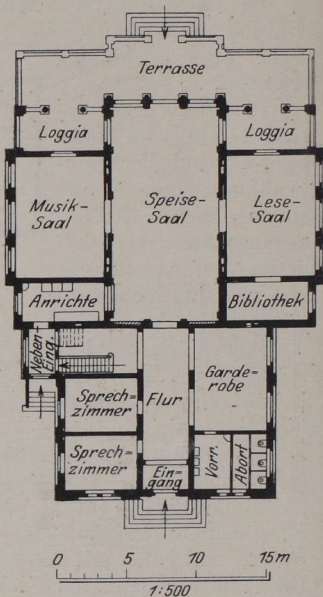 Terrasse
Loggia
Loggia
Musik-
Saal
Speise-
Saal
Lese-
Saal
Anrichte
Bibliothek
Neben-
Eing.
Sprech-
zimmer
Flur
Garde-
robe
Sprech-
zimmer
Ein-
gang
Vorr.
Abort
0 5 10 15 m
1:500